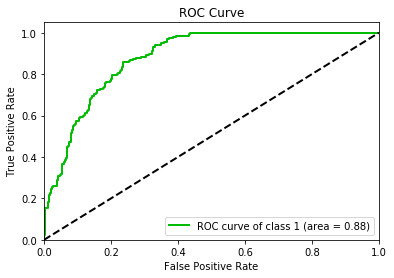 ROC Curve
True Positive Rate
1.0
0.8
0.6
0.4
0.2
0.0
ROC curve of class 1 (area = 0.88)
0.0 0.2 0.4 0.6 0.8 1.0
False Positive Rate